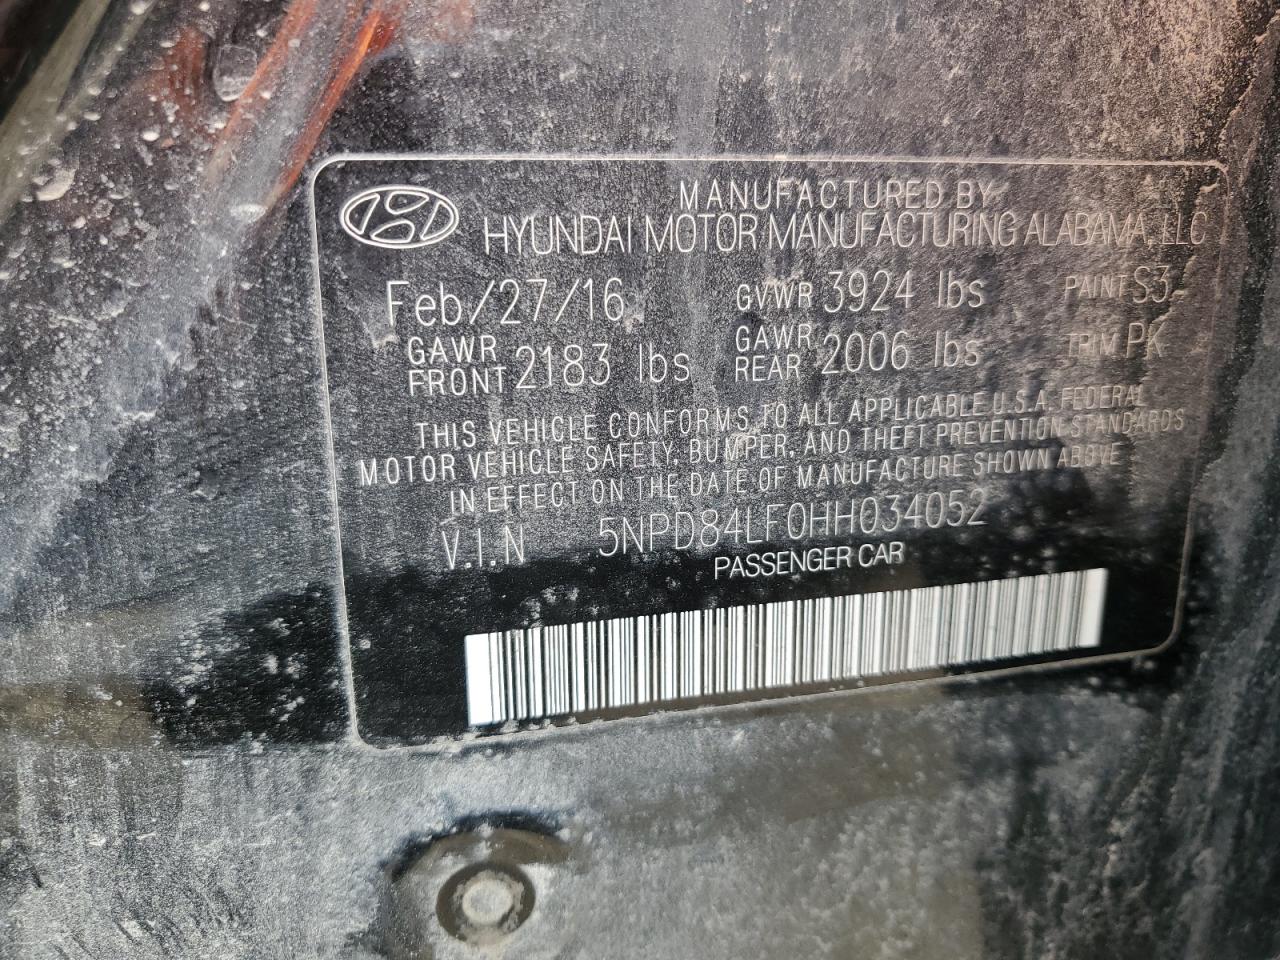 MANUFACTURED BY
HYUNDAI MOTOR MANUFACTURING ALABAMA, LLC
Feb/27/16 GVWR 3924 lbs PAINT S3
GAWR FRONT 2183 lbs GAWR REAR 2006 lbs TRIM PK
THIS VEHICLE CONFORMS TO ALL APPLICABLE U.S.A. FEDERAL
MOTOR VEHICLE SAFETY, BUMPER, AND THEFT PREVENTION STANDARDS
IN EFFECT ON THE DATE OF MANUFACTURE SHOWN ABOVE
V.I.N 5NPD84LF0HH034052
PASSENGER CAR